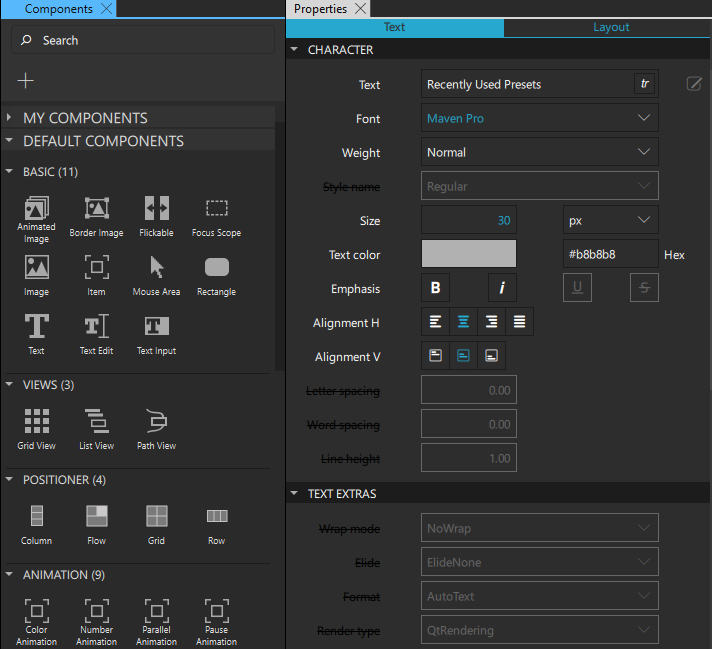 Components
Search
MY COMPONENTS
DEFAULT COMPONENTS
BASIC (11)
Animated Image
Border Image
Flickable
Focus Scope
Image
Item
Mouse Area
Rectangle
Text
Text Edit
Text Input
VIEWS (3)
Grid View
List View
Path View
POSITIONER (4)
Column
Flow
Grid
Row
ANIMATION (9)
Color Animation
Number Animation
Parallel Animation
Pause Animation
Properties
Text Layout
CHARACTER
Text Recently Used Presets tr
Font Maven Pro
Weight Normal
Style name Regular
Size 30 px
Text color #b8b8b8 Hex
Emphasis B i U S
Alignment H
Alignment V
Letter spacing 0.00
Word spacing 0.00
Line height 1.00
TEXT EXTRAS
Wrap mode NoWrap
Elide ElideNone
Format AutoText
Render type QtRendering